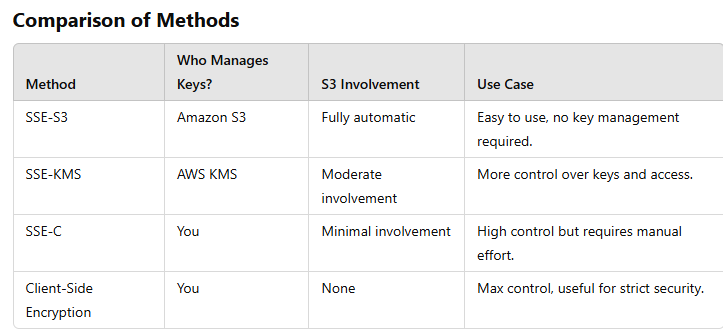 Comparison of Methods
Method
Who Manages
Keys?
S3 Involvement
Use Case
SSE-S3
Amazon S3
Fully automatic
Easy to use, no key management
required.
SSE-KMS
AWS KMS
Moderate
involvement
More control over keys and access.
SSE-C
You
Minimal involvement
High control but requires manual
effort.
Client-Side
Encryption
You
None
Max control, useful for strict security.